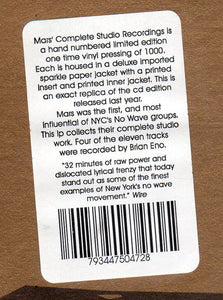 Mars' Complete Studio Recordings is
a hand numbered limited edition
one time vinyl pressing of 1000.
Each is housed in a deluxe imported
sparkle paper jacket with a printed
insert and printed inner jacket. This is
an exact replica of the cd edition
released last year.
Mars was the first, and most
influential of NYC's No Wave groups.
This lp collects their complete studio
work. Four of the eleven tracks
were recorded by Brian Eno.
"32 minutes of raw power and
dislocated lyrical frenzy that today
stand out as some of the finest
examples of New York's no wave
movement." Wire
793447504728